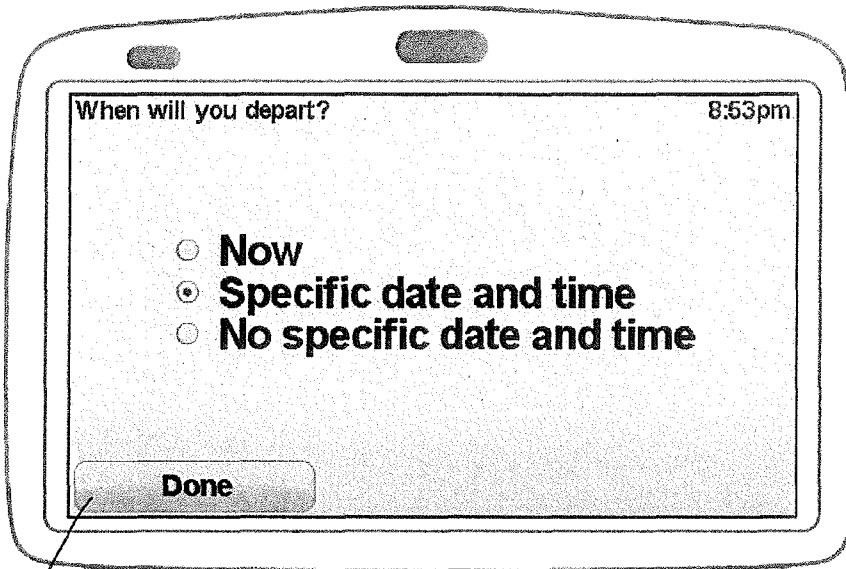 When will you depart? 8:53pm
Now
Specific date and time
No specific date and time
Done